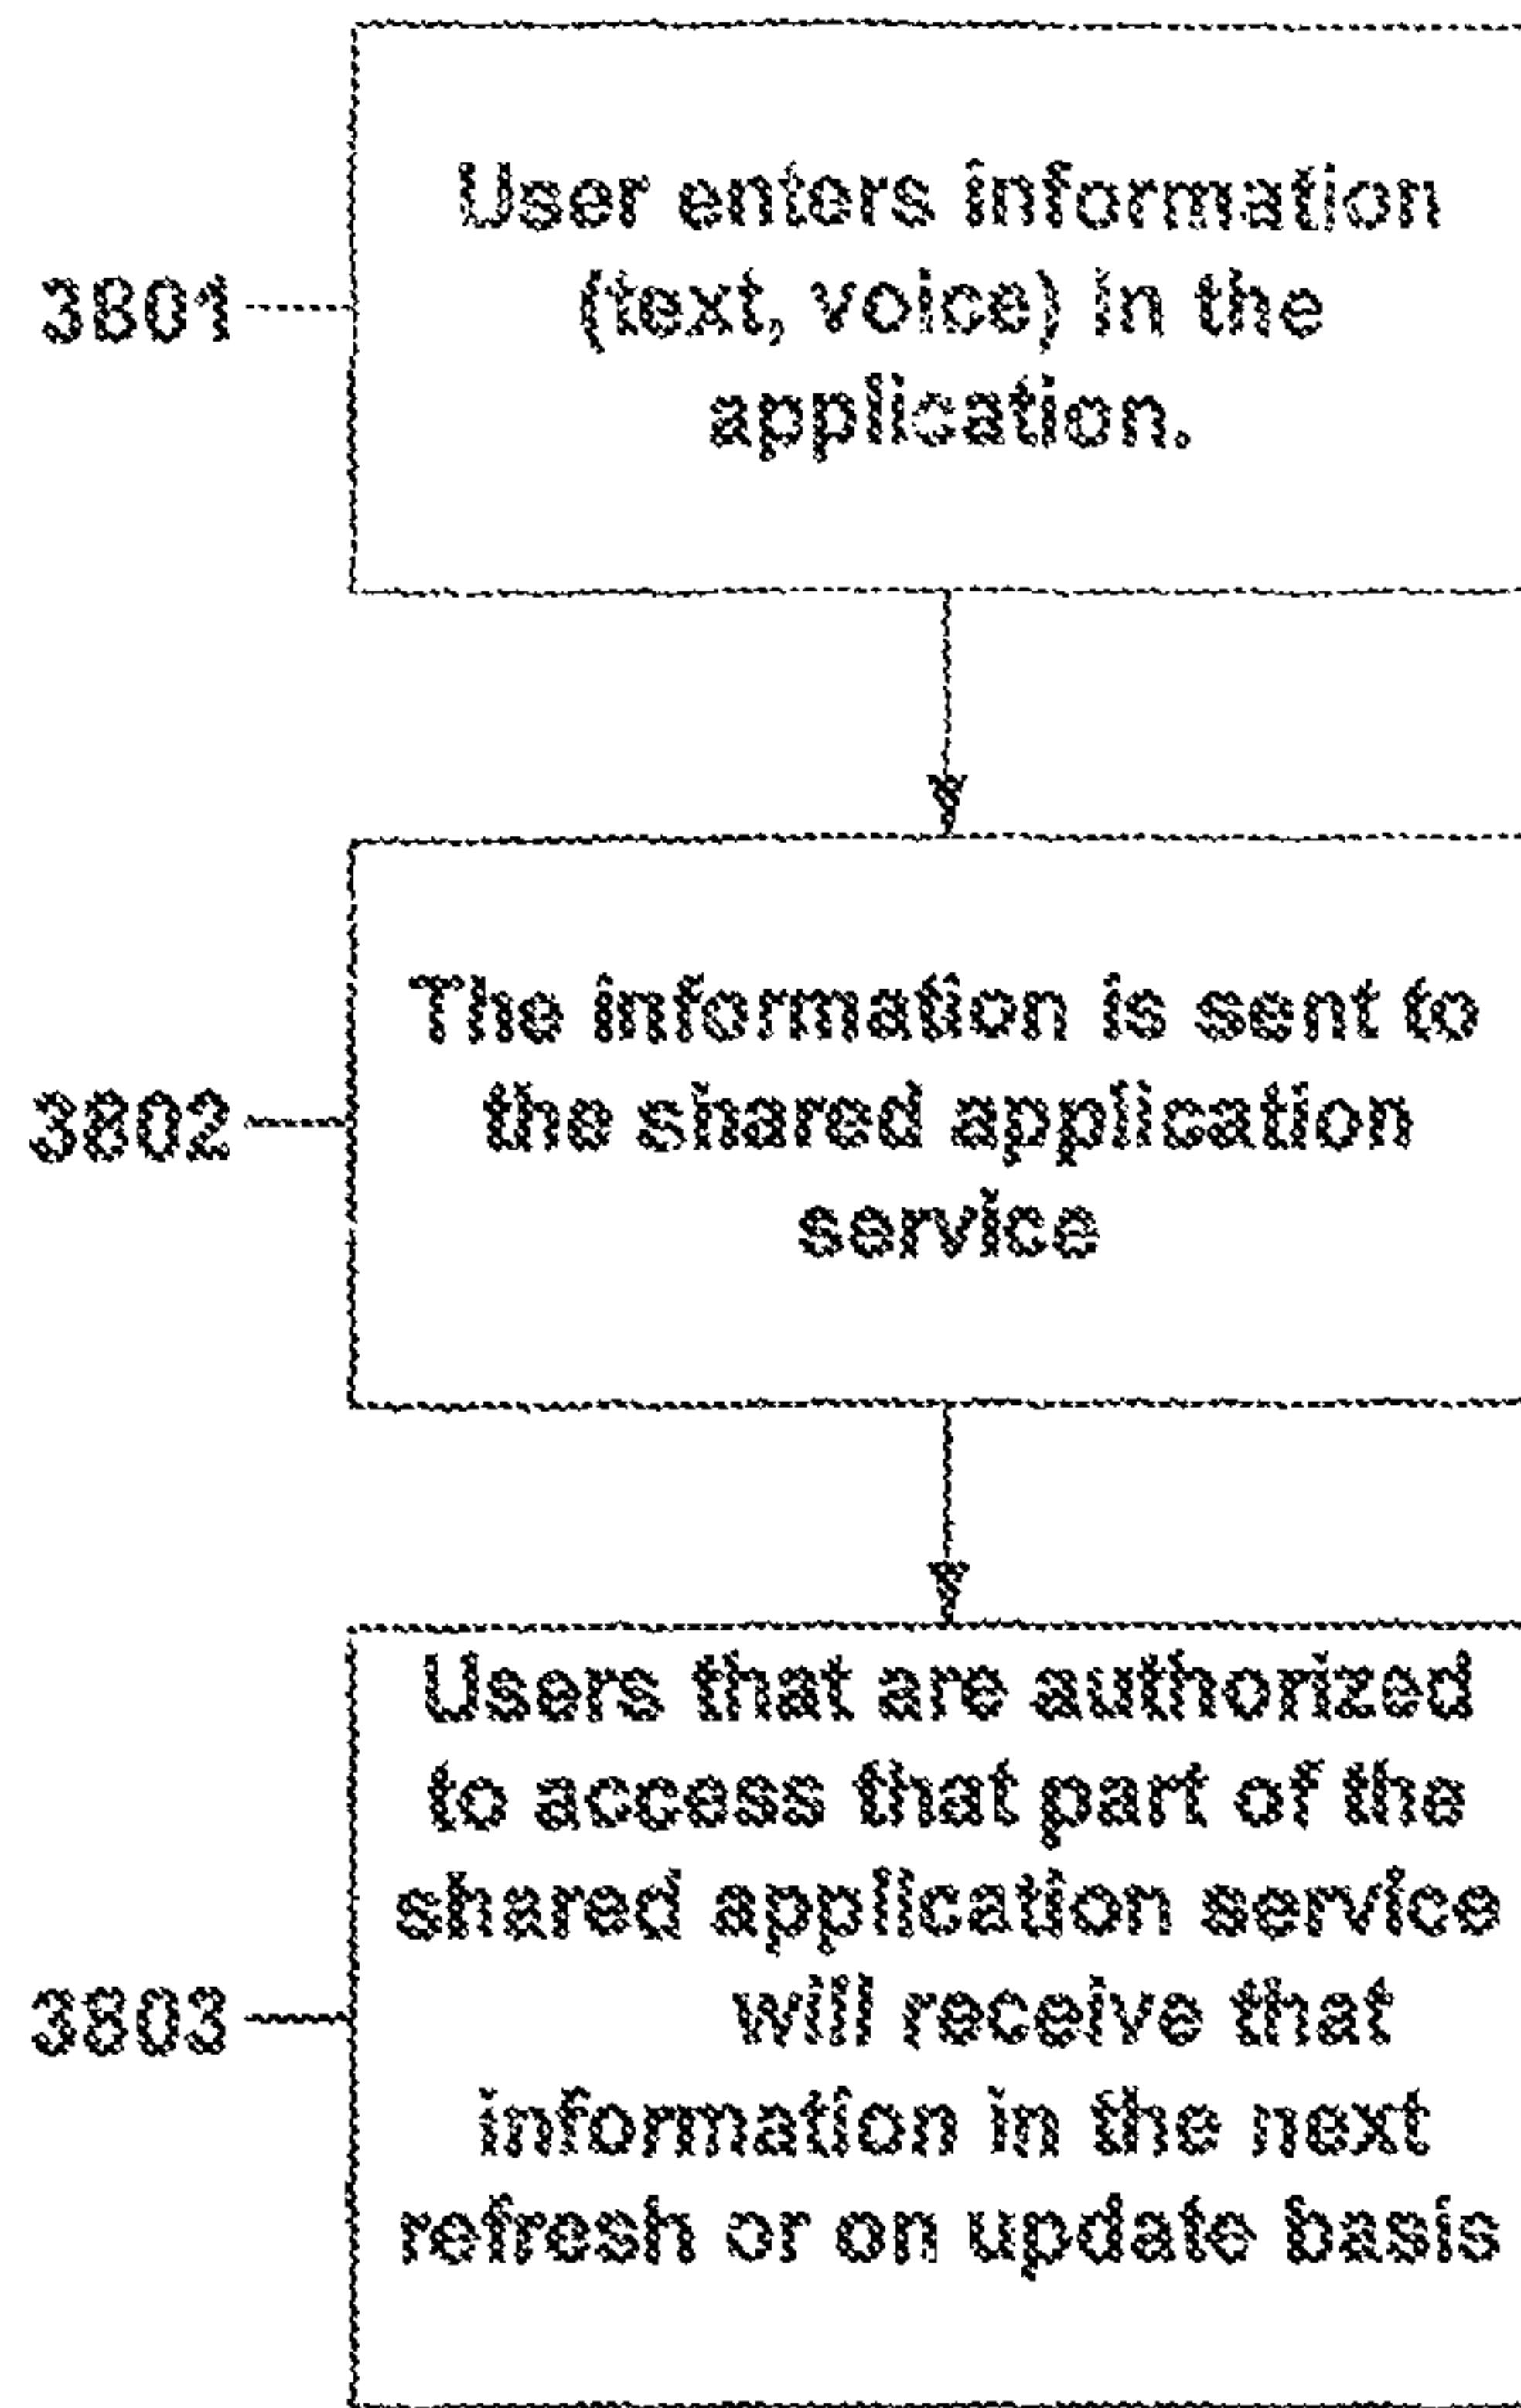 User enters information
3801 (text, voice) in the
application.
The information is sent to
3802 the shared application
service
Users that are authorized
to access that part of the
shared application service
3803 will receive that
information in the next
refresh or on update basis